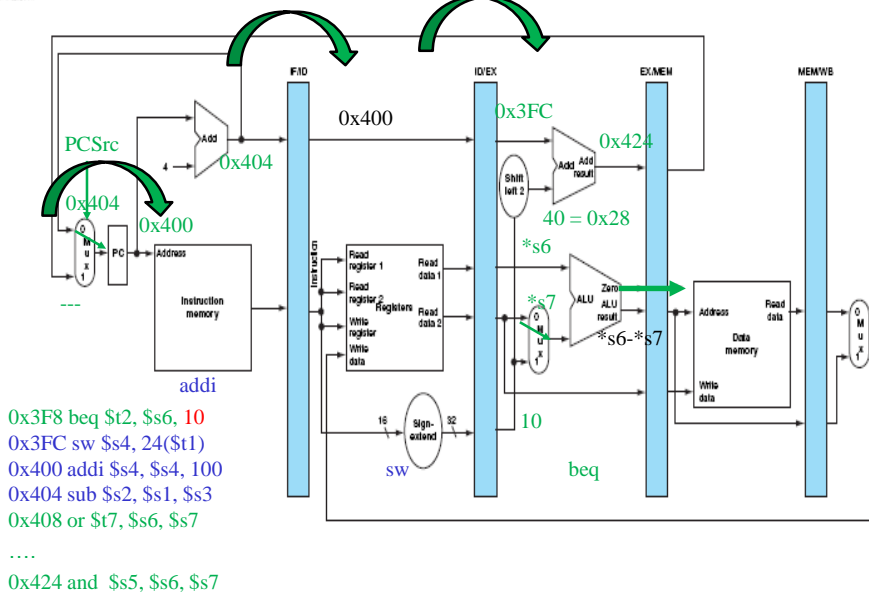 IF/ID
ID/EX
EX/MEM
MEM/WB
0x400
0x3FC
PCSrc
Add
4
0x404
Add Add
result
0x424
Shift
left 2
0x404
0x400
40 = 0x28
0
M
u
x
1
PC
Address
Instruction
memory
Instruction
Read
register 1
Read
register 2
Registers
Write
register
Write
data
Read
data 1
Read
data 2
*s6
*s7
0
M
u
x
1
Zero
ALU
ALU
result
*s6-*s7
Address
Read
data
Data
memory
Write
data
0
M
u
x
1
---
addi
16
Sign-
extend
32
10
sw
beq
0x3F8 beq $t2, $s6, 10
0x3FC sw $s4, 24($t1)
0x400 addi $s4, $s4, 100
0x404 sub $s2, $s1, $s3
0x408 or $t7, $s6, $s7
....
0x424 and $s5, $s6, $s7